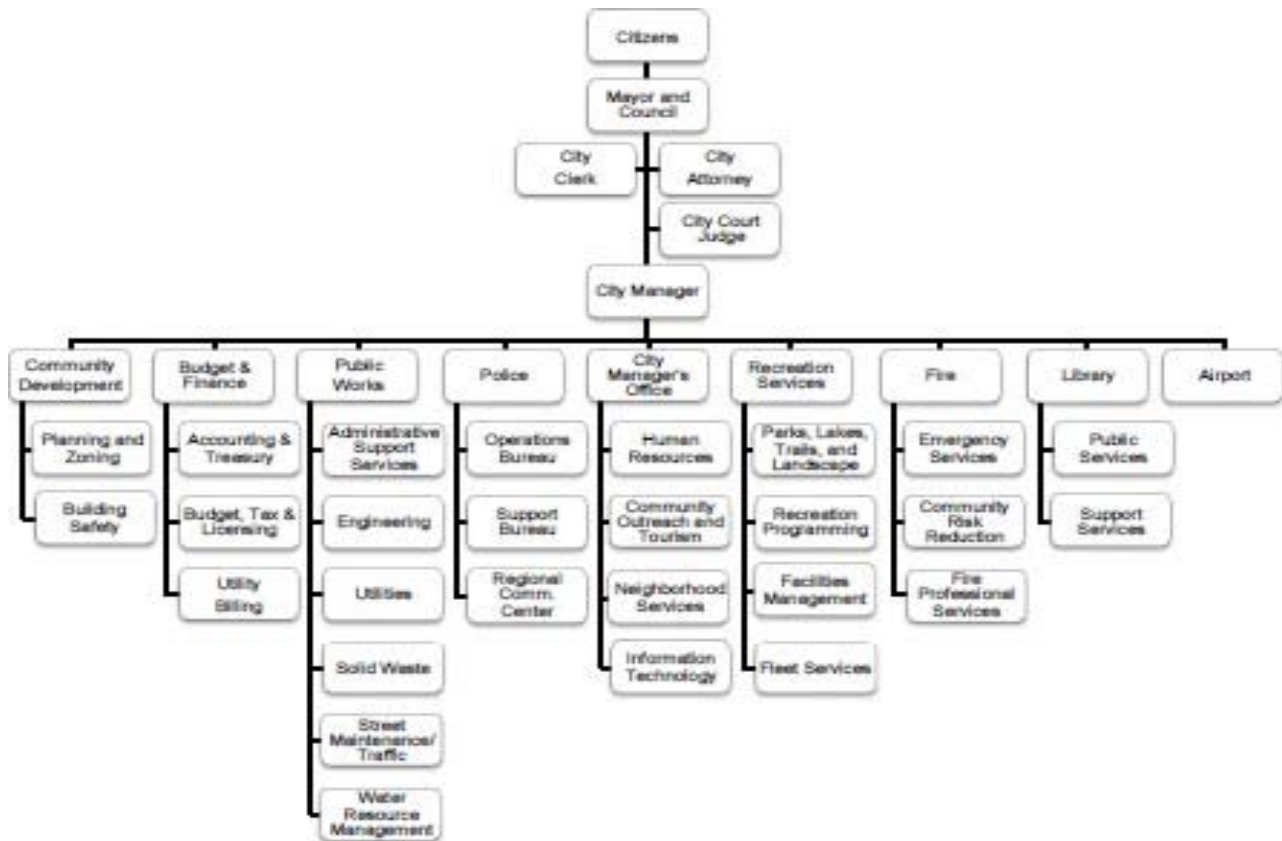 Citizens
Mayor and
Council
City
Clerk
City
Attorney
City Court
Judge
City Manager
Community
Development
Budget &
Finance
Public
Works
Police
City
Manager's
Office
Recreation
Services
Fire
Library
Airport
Planning and
Zoning
Building
Safety
Accounting &
Treasury
Budget, Tax &
Licensing
Utility
Billing
Administrative
Support
Services
Engineering
Utilities
Solid Waste
Street
Maintenance/
Traffic
Water
Resource
Management
Operations
Bureau
Support
Bureau
Regional
Comm.
Center
Human
Resources
Community
Outreach and
Tourism
Neighborhood
Services
Information
Technology
Parks, Lakes,
Trails, and
Landscape
Recreation
Programming
Facilities
Management
Fleet Services
Emergency
Services
Community
Risk
Reduction
Fire
Professional
Services
Public
Services
Support
Services